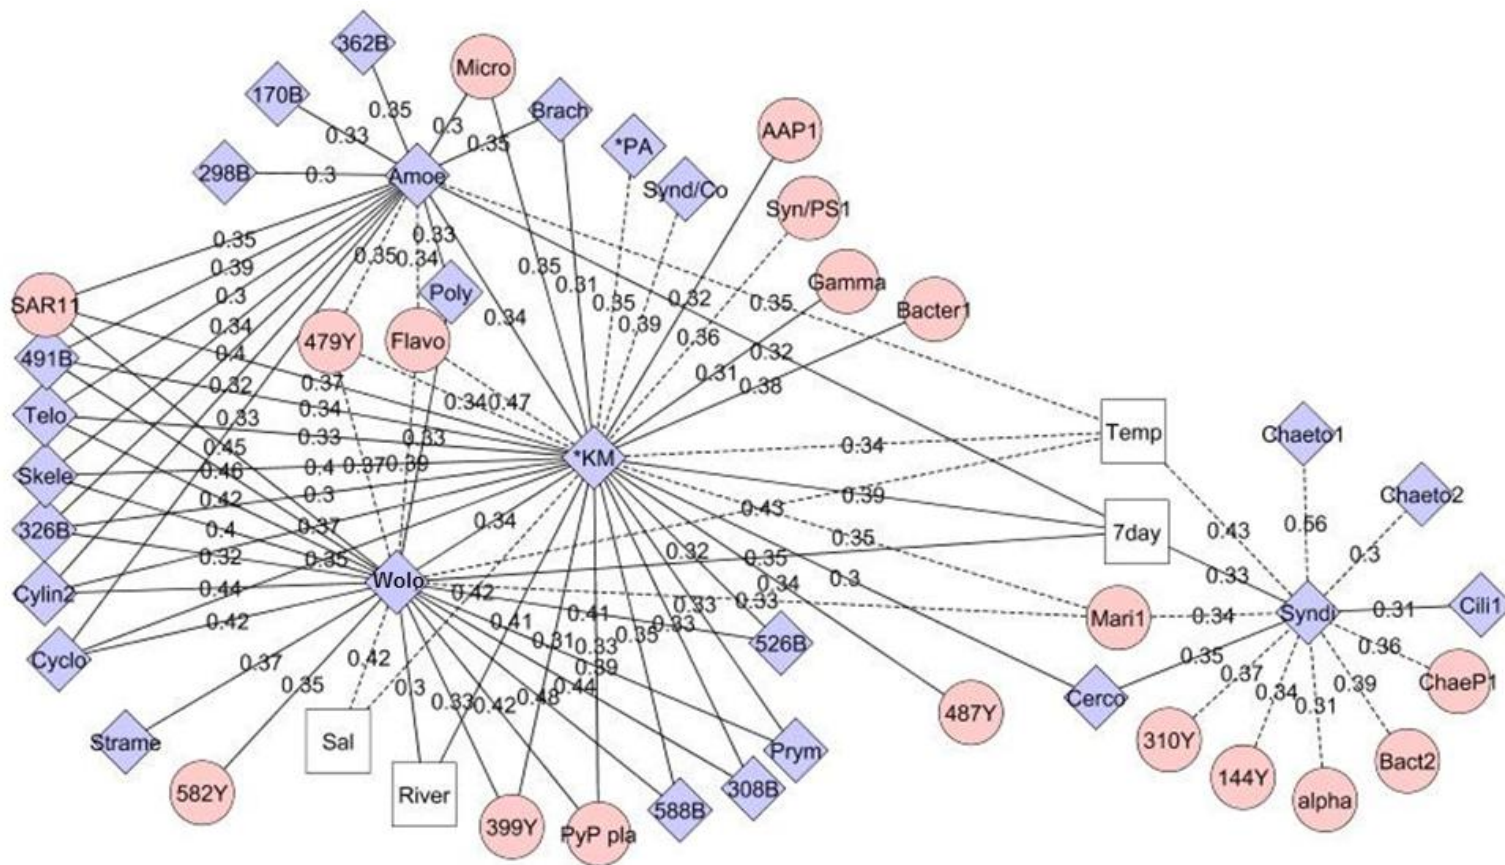 362B
Micro
170B
Brach
0.35
AAP1
0.3
0.33
0.35
*PA
298B
0.3
Amoe
Synd/Co
Syn/PS1
0.35
0.33
0.39
0.35
0.34
0.35
Gamma
SAR11
0.3
Poly
0.31
0.35
0.32
0.35
Bacter1
0.34
0.34
0.39
0.36
479Y
Flavo
491B
0.4
0.32
0.32
0.37
0.31
0.38
Telo
0.34
0.34
0.47
0.33
0.33
0.33
Temp
Chaeto1
0.45
0.34
0.46
0.4
0.37
0.39
*KM
Skele
0.42
0.3
0.39
Chaeto2
0.43
326B
0.4
0.37
0.34
0.35
7day
0.43
0.56
0.32
0.35
0.32
0.35
0.3
Cylin2
0.44
Wolo
0.42
0.34
0.3
0.33
0.42
0.41
0.41
0.33
0.33
0.33
Mari1
0.34
Syndi
0.31
Cili1
Cyclo
0.37
0.42
0.31
0.33
0.35
526B
0.35
0.36
0.35
0.3
0.39
0.44
0.48
0.37
0.39
ChaeP1
0.33
0.42
Cerco
0.34
0.31
487Y
Strame
Sal
Prym
310Y
Bact2
582Y
River
308B
144Y
588B
alpha
399Y
PyP pla